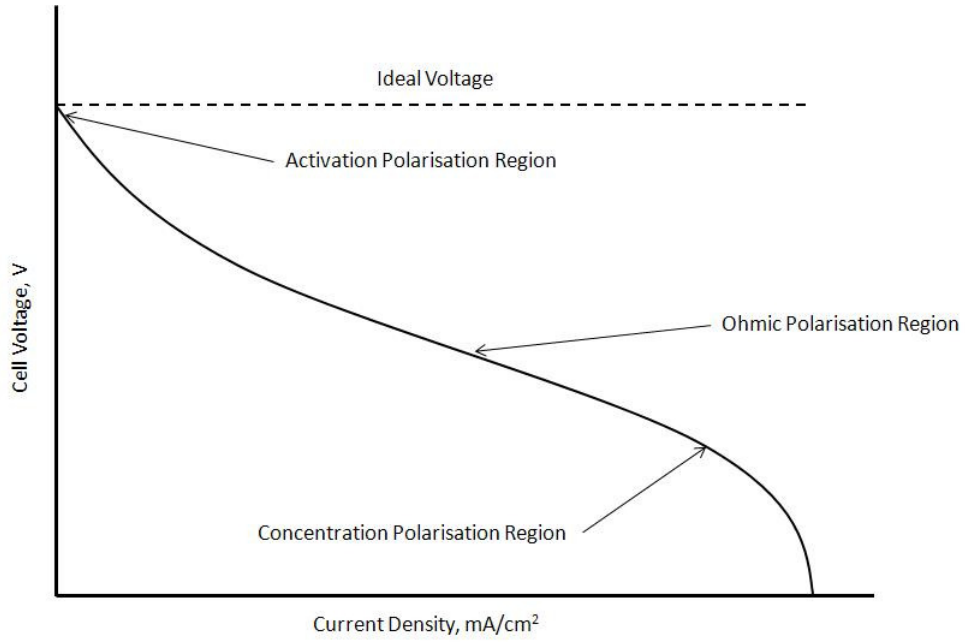 Ideal Voltage
Activation Polarisation Region
Cell Voltage, V
Ohmic Polarisation Region
Concentration Polarisation Region
Current Density, mA/cm²